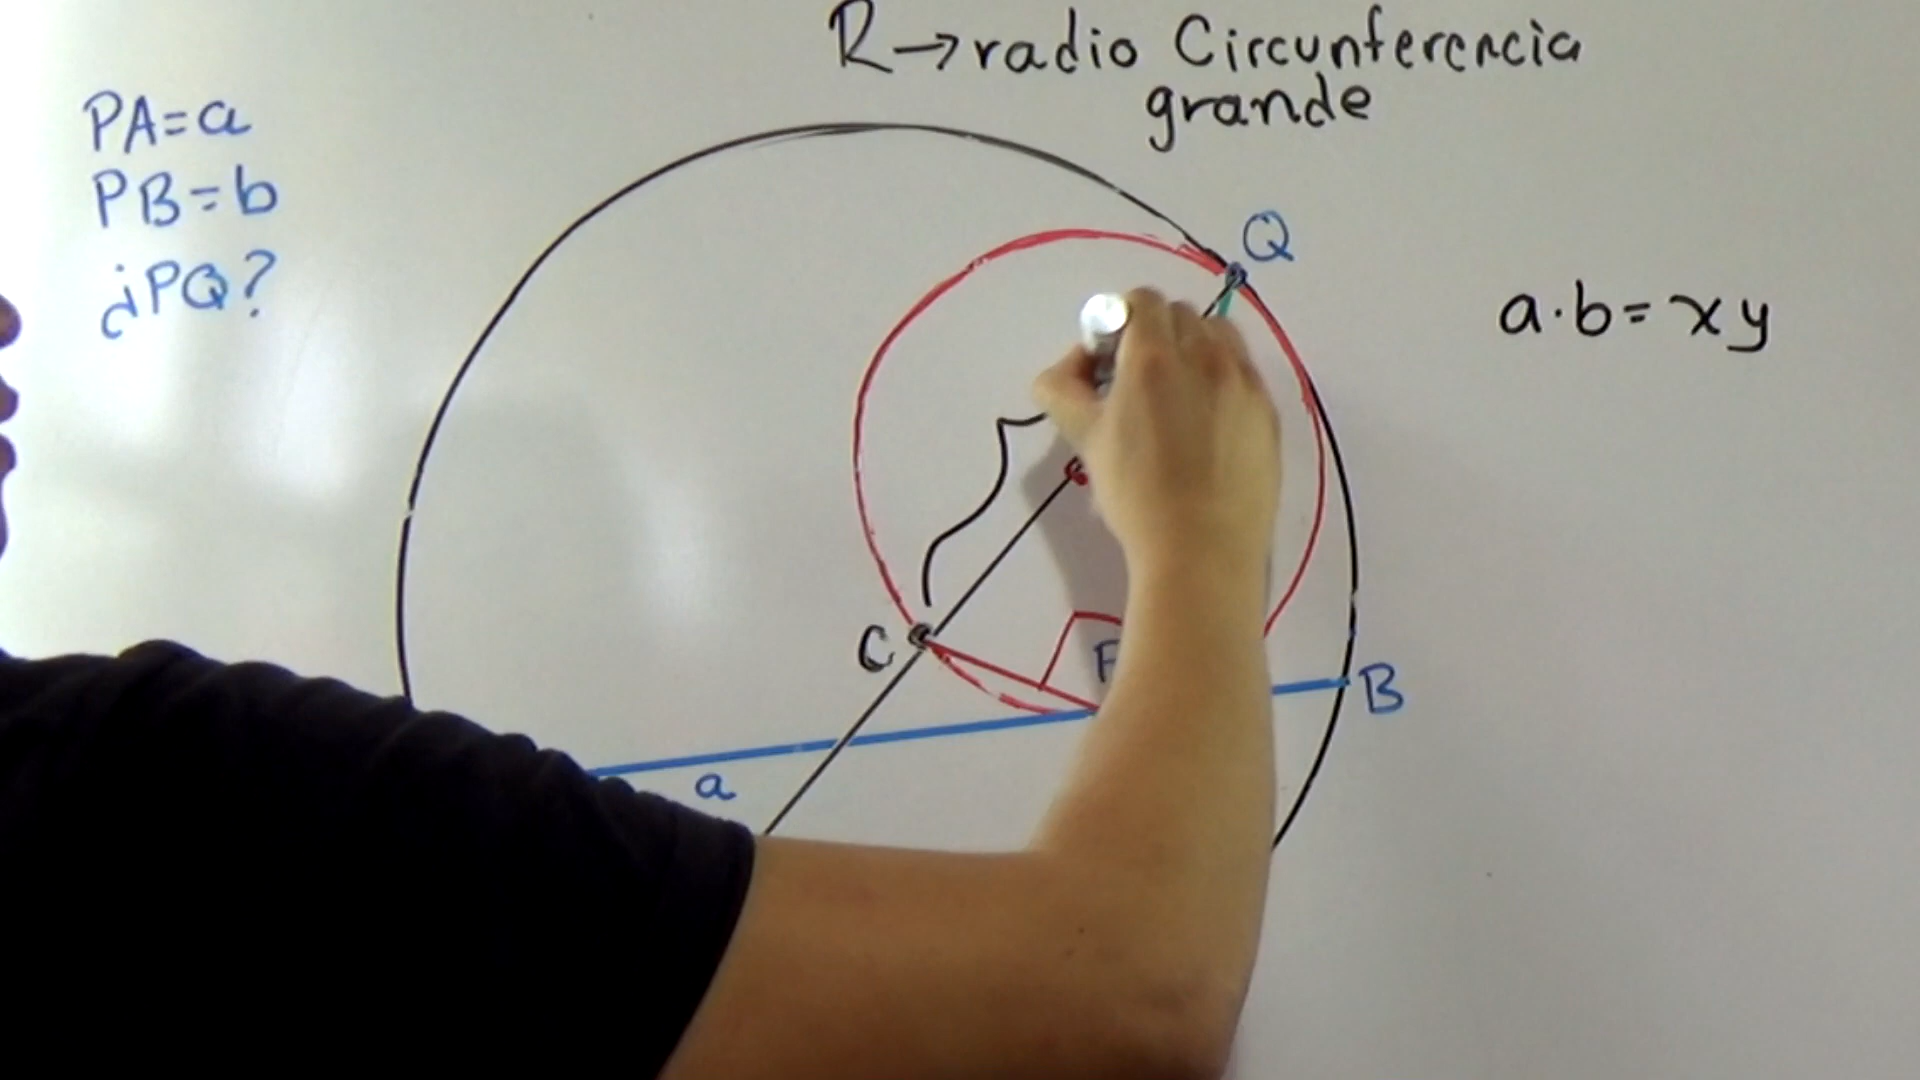 R→radio Circunferencia
grande
PA=a
PB=b
¿PQ?
Q
a·b=xy
C
P
B
a